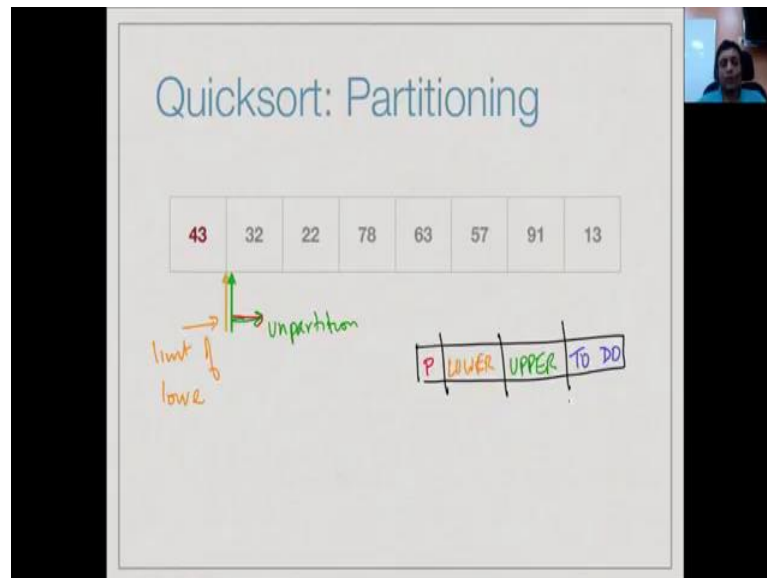 Quicksort: Partitioning
43 32 22 78 63 57 91 13
unpartition
limit of
lowe
P LOWER UPPER TO DO